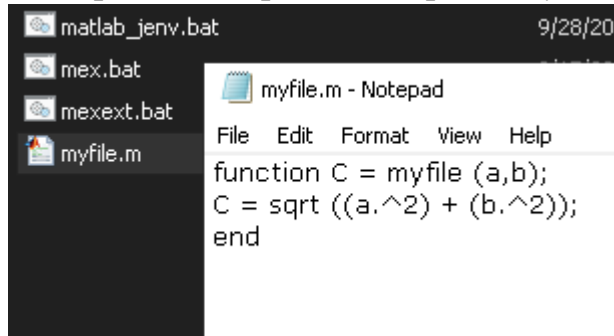 matlab_jenv.bat
9/28/20
mex.bat
mexext.bat
myfile.m
myfile.m - Notepad
File Edit Format View Help
function C = myfile (a,b);
C = sqrt ((a.^2) + (b.^2));
end